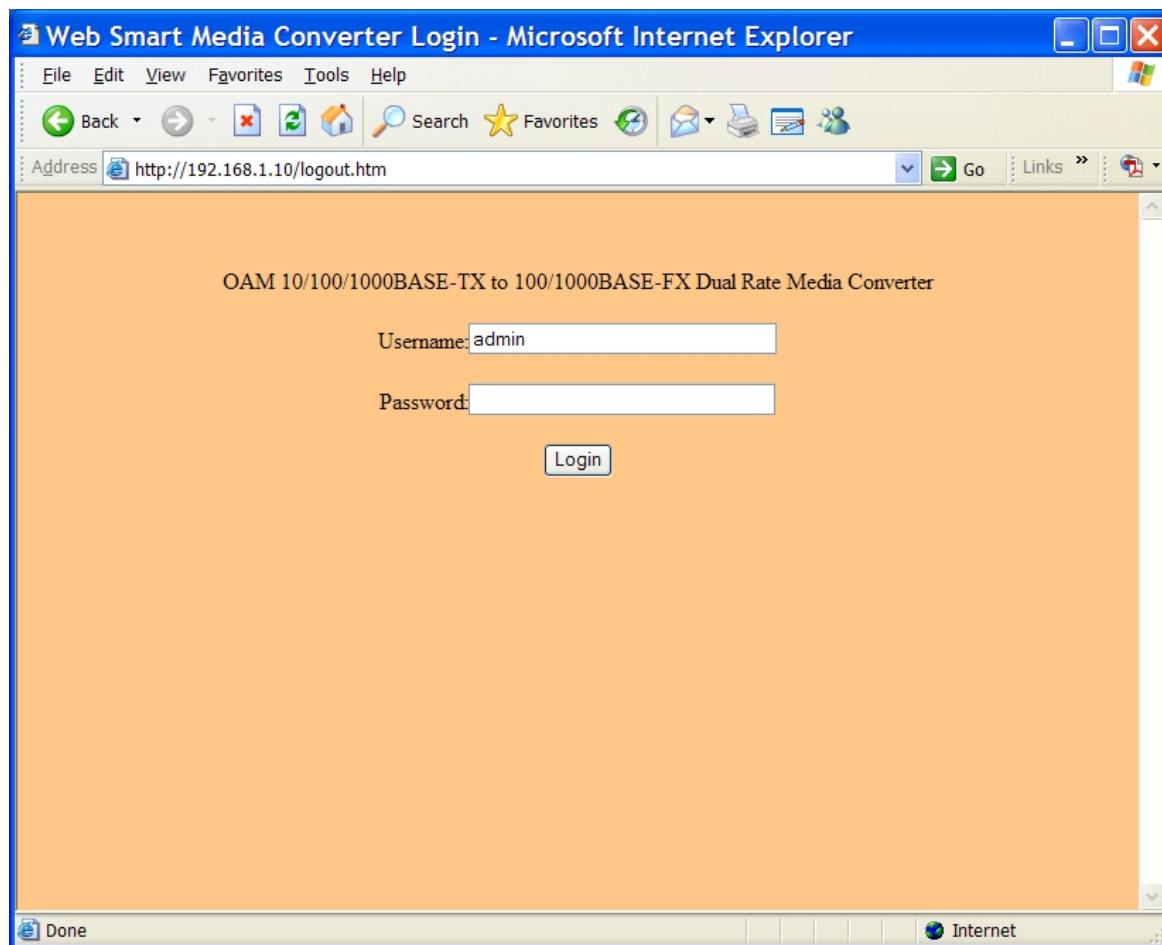 Web Smart Media Converter Login - Microsoft Internet Explorer
File Edit View Favorites Tools Help
Back Search Favorites
Address http://192.168.1.10/logout.htm Go Links »
OAM 10/100/1000BASE-TX to 100/1000BASE-FX Dual Rate Media Converter
Username: admin
Password:
Login
Done Internet